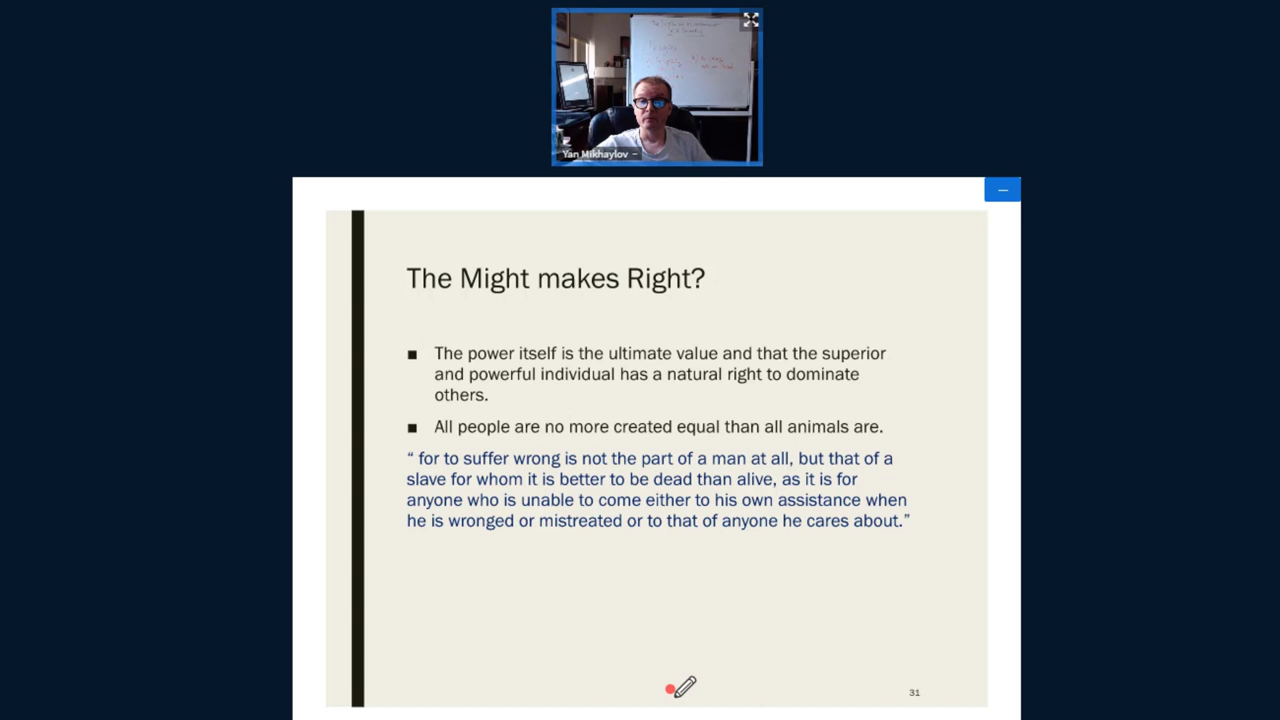 Yan Mikhaylov
The Might makes Right?
■ The power itself is the ultimate value and that the superior
and powerful individual has a natural right to dominate
others.
■ All people are no more created equal than all animals are.
“ for to suffer wrong is not the part of a man at all, but that of a
slave for whom it is better to be dead than alive, as it is for
anyone who is unable to come either to his own assistance when
he is wronged or mistreated or to that of anyone he cares about.”
31